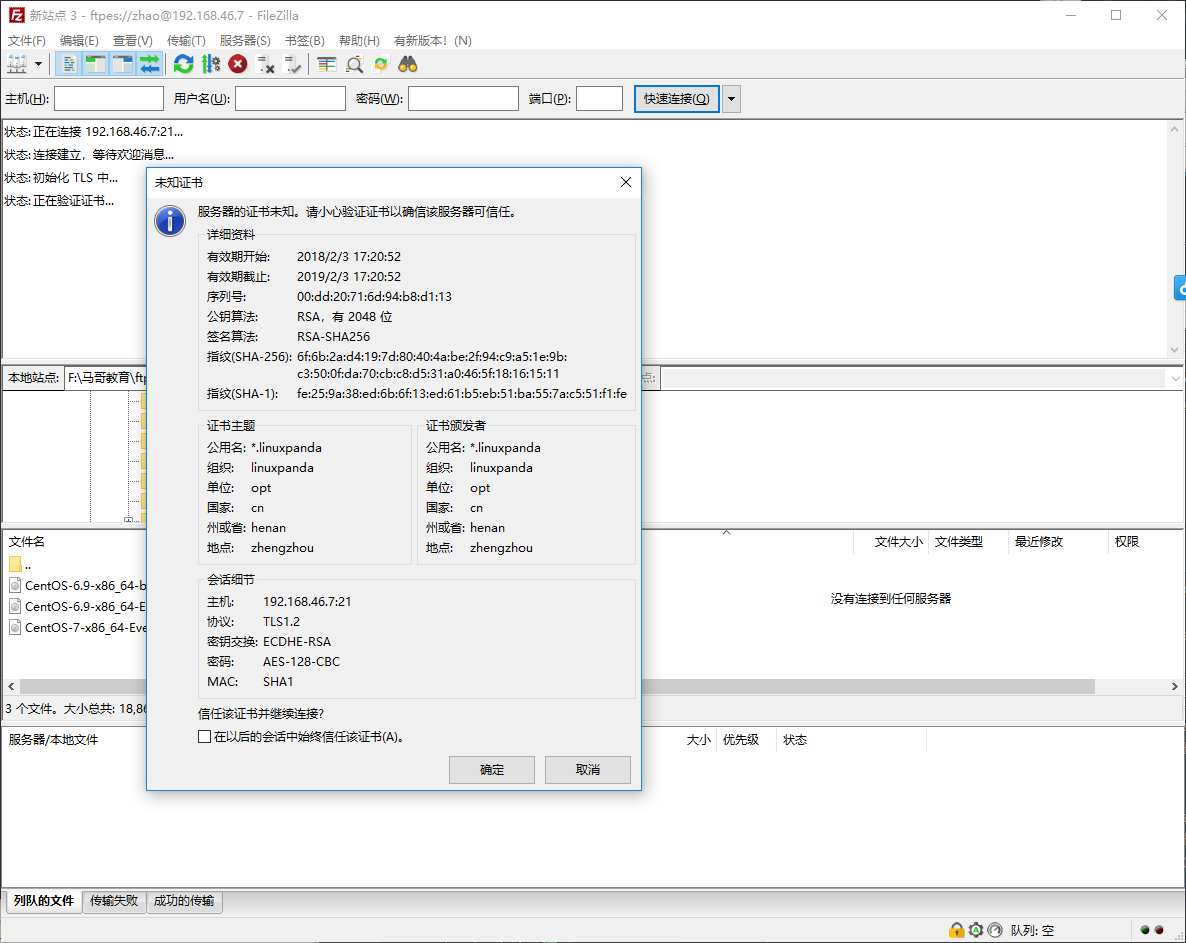 新站点 3 - ftpes://zhao@192.168.46.7 - FileZilla
文件(F) 编辑(E) 查看(V) 传输(T) 服务器(S) 书签(B) 帮助(H) 有新版本! (N)
主机(H): 用户名(U): 密码(W): 端口(P): 快速连接(Q)
状态: 正在连接 192.168.46.7:21...
状态: 连接建立，等待欢迎消息...
状态: 初始化 TLS 中...
状态: 正在验证证书...
未知证书
服务器的证书未知。请小心验证证书以确信该服务器可信任。
详细资料
有效期开始: 2018/2/3 17:20:52
有效期截止: 2019/2/3 17:20:52
序列号: 00:dd:20:71:6d:94:b8:d1:13
公钥算法: RSA，有 2048 位
签名算法: RSA-SHA256
指纹(SHA-256): 6f:6b:2a:d4:19:7d:80:40:4a:be:2f:94:c9:a5:1e:9b:
c3:50:0f:da:70:cb:c8:d5:31:a0:46:5f:18:16:15:11
指纹(SHA-1): fe:25:9a:38:ed:6b:6f:13:ed:61:b5:eb:51:ba:55:7a:c5:51:f1:fe
证书主题
公用名: *.linuxpanda
组织: linuxpanda
单位: opt
国家: cn
州或省: henan
地点: zhengzhou
证书颁发者
公用名: *.linuxpanda
组织: linuxpanda
单位: opt
国家: cn
州或省: henan
地点: zhengzhou
会话细节
主机: 192.168.46.7:21
协议: TLS1.2
密钥交换: ECDHE-RSA
密码: AES-128-CBC
MAC: SHA1
信任该证书并继续连接?
在以后的会话中始终信任该证书(A)。
确定 取消
本地站点: F:\马哥教育\ftp
点:
文件名
..
CentOS-6.9-x86_64-b
CentOS-6.9-x86_64-E
CentOS-7-x86_64-Eve
3 个文件。大小总共: 18,86
文件大小 文件类型 最近修改 权限
没有连接到任何服务器
服务器/本地文件 大小 优先级 状态
列队的文件 传输失败 成功的传输
队列: 空